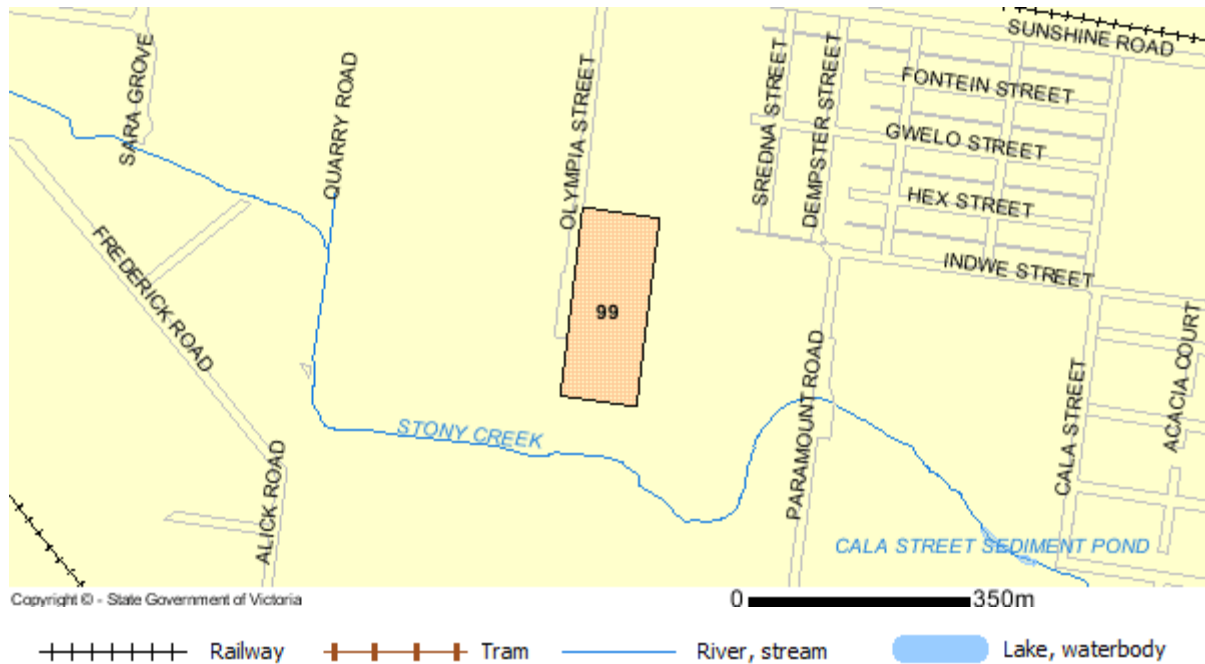 SUNSHINE ROAD
SARA GROVE
QUARRY ROAD
OLYMPIA STREET
SREDNA STREET
DEMPSTER STREET
FONTEIN STREET
GWELO STREET
HEX STREET
INDWE STREET
FREDERICK ROAD
99
PARAMOUNT ROAD
CALA STREET
ACACIA COURT
STONY CREEK
ALICK ROAD
CALA STREET SEDIMENT POND
Copyright © - State Government of Victoria
0 350m
Railway Tram River, stream Lake, waterbody